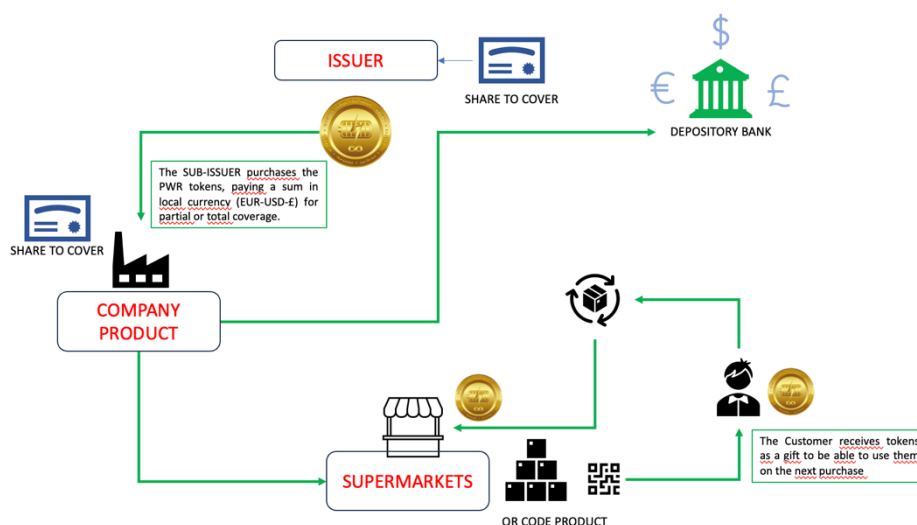 $
ISSUER
€
£
SHARE TO COVER
DEPOSITORY BANK
The SUB-ISSUER purchases the
PWR tokens, paying a sum in
local currency (EUR-USD-£) for
partial or total coverage.
SHARE TO COVER
COMPANY
PRODUCT
The Customer receives tokens
as a gift to be able to use them
on the next purchase
SUPERMARKETS
QR CODE PRODUCT